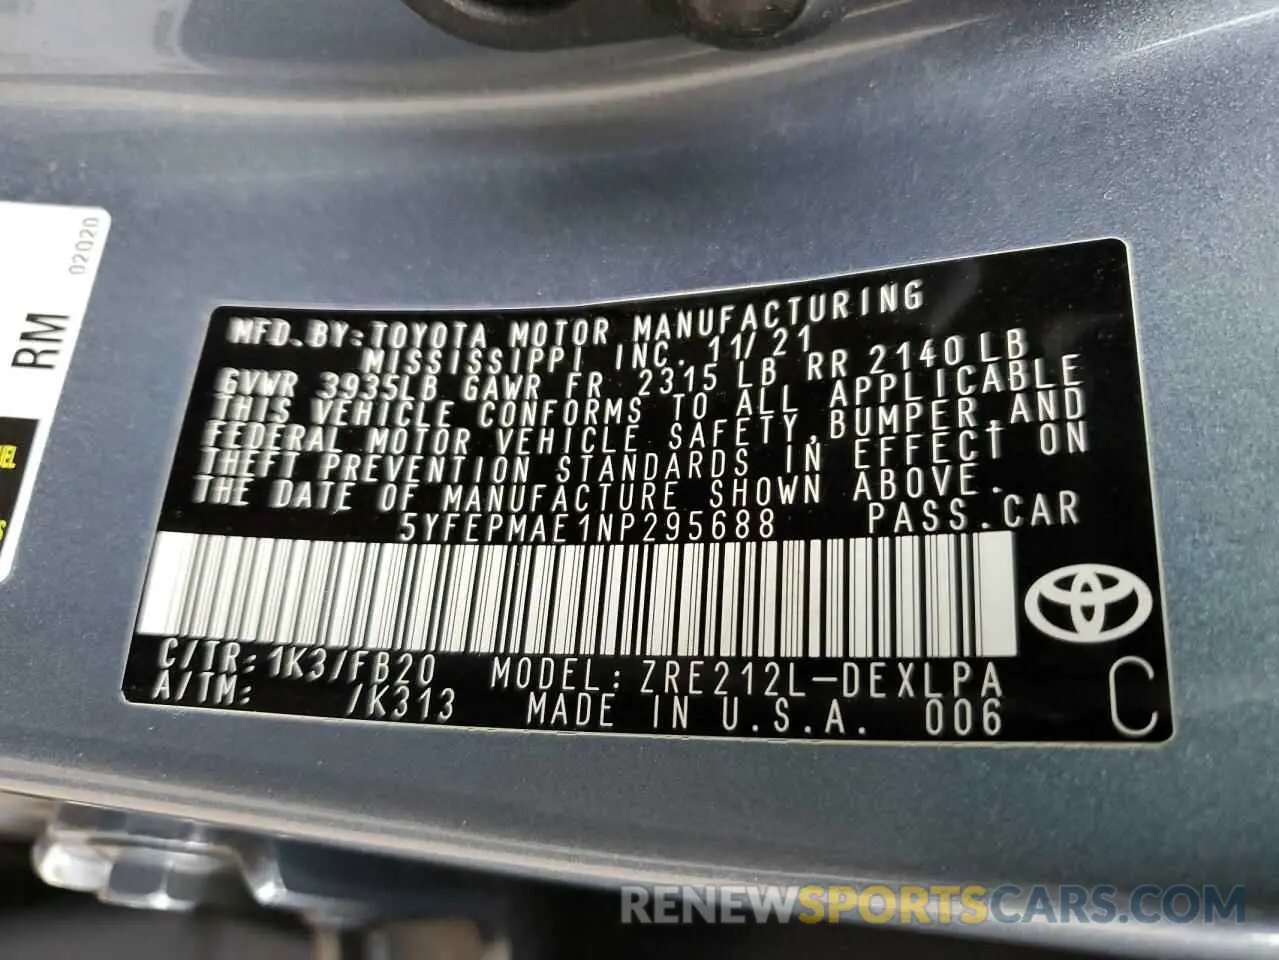 02020
RM
MFD.BY:TOYOTA MOTOR MANUFACTURING
MISSISSIPPI INC. 11/21
GVWR 3935LB GAWR FR 2315 LB RR 2140LB
THIS VEHICLE CONFORMS TO ALL APPLICABLE
FEDERAL MOTOR VEHICLE SAFETY,BUMPER,AND
THEFT PREVENTION STANDARDS IN EFFECT ON
THE DATE OF MANUFACTURE SHOWN ABOVE.
5YFEPMAE1NP295688 PASS.CAR
C/TR:1K3/FB20 MODEL:ZRE212L-DEXLPA
A/TM: /K313 MADE IN U.S.A. 006
C
RENEWSPORTSCARS.COM